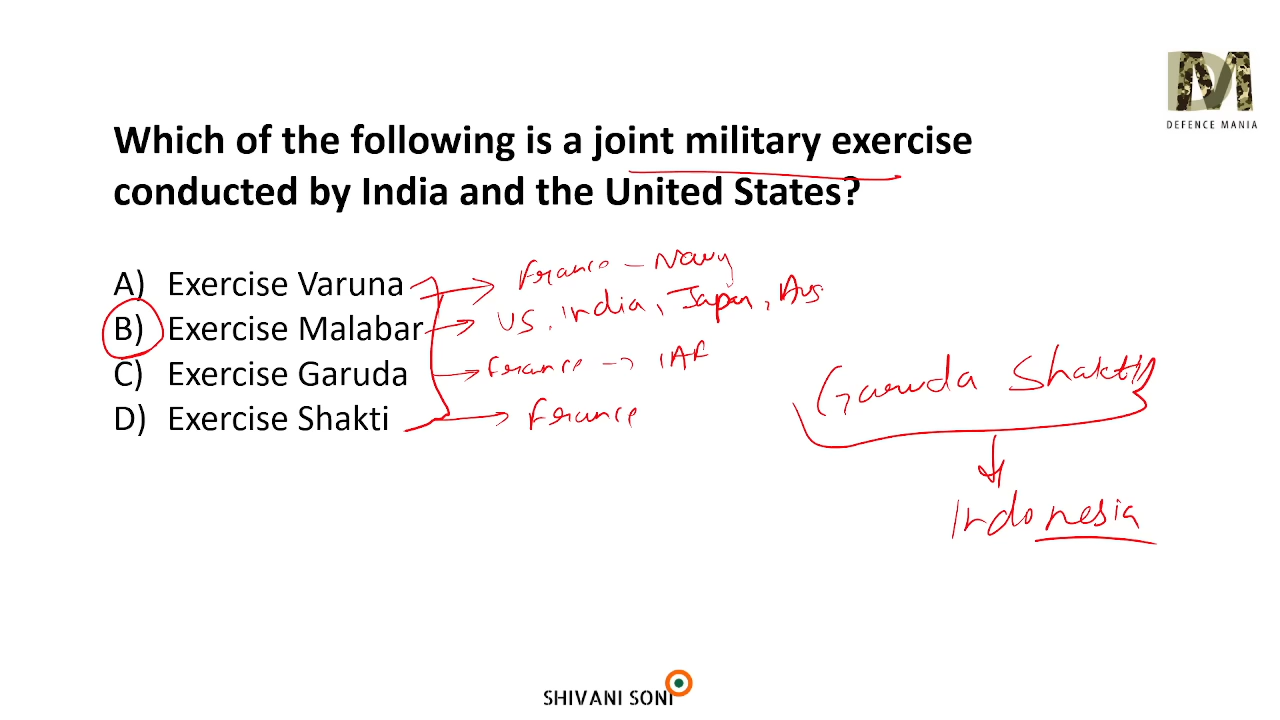 DM
DEFENCE MANIA
Which of the following is a joint military exercise
conducted by India and the United States?
A) Exercise Varuna → France - Navy
B) Exercise Malabar → US, India, Japan, Aus
C) Exercise Garuda → France → IAF
D) Exercise Shakti → France
Garuda Shakti
Indonesia
SHIVANI SONI